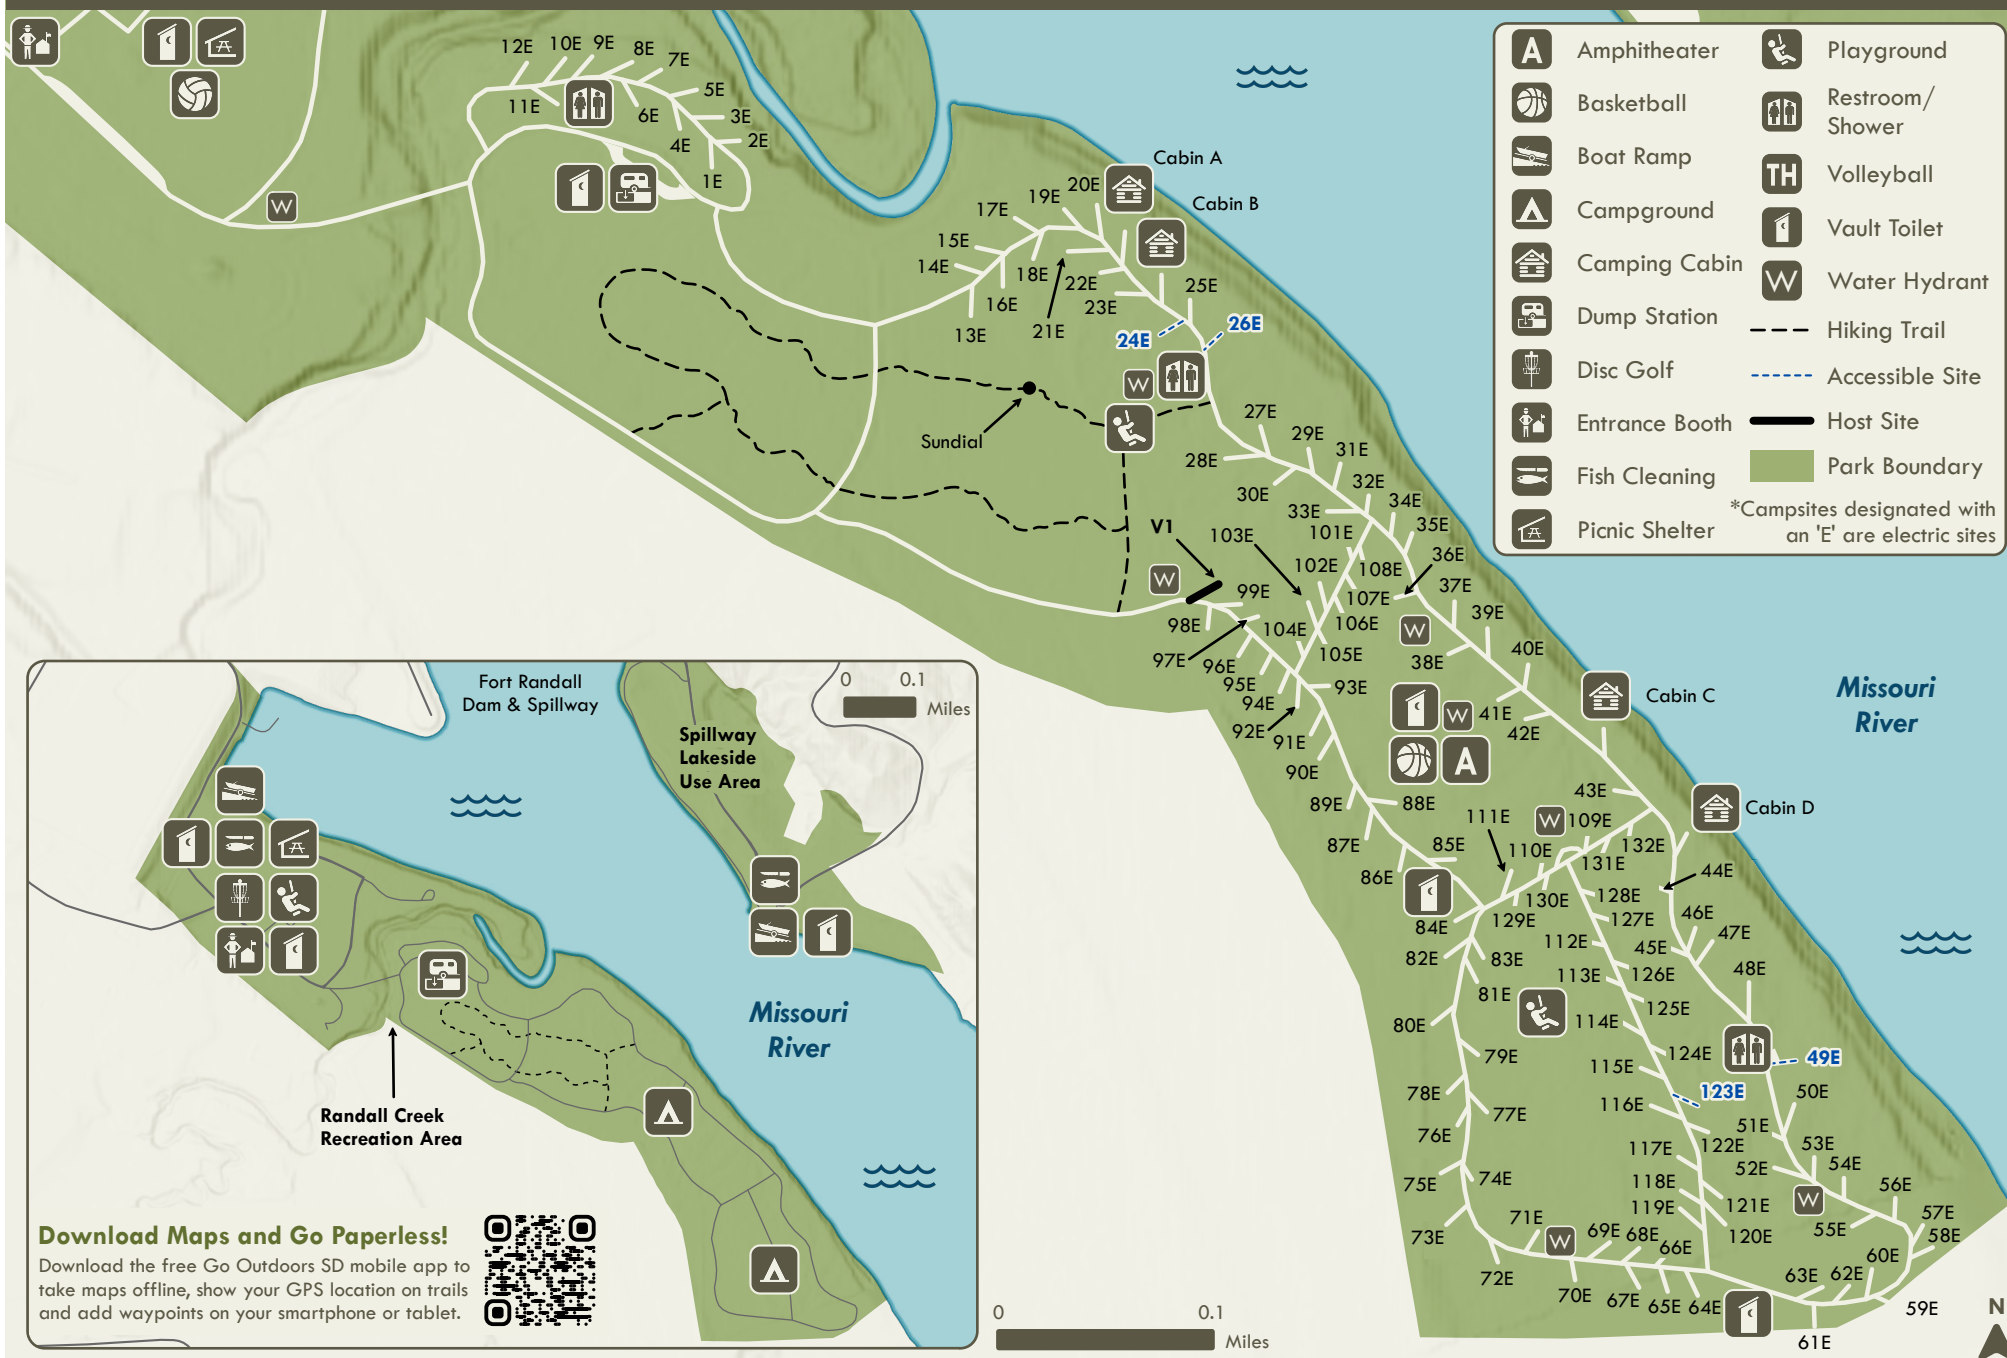 12E
10E
9E
8E
7E
11E
6E
5E
3E
4E
2E
1E
W
Cabin A
Cabin B
20E
19E
17E
15E
14E
18E
16E
13E
21E
22E
23E
25E
24E
26E
W
Sundial
27E
28E
29E
30E
31E
32E
33E
34E
35E
101E
36E
V1
103E
102E
108E
107E
37E
W
99E
98E
39E
106E
104E
W
97E
96E
105E
38E
40E
95E
93E
94E
92E
91E
90E
W
41E
42E
A
Cabin C
Missouri
River
89E
88E
43E
Cabin D
111E
W
109E
87E
85E
110E
132E
131E
86E
44E
128E
130E
129E
127E
84E
46E
47E
82E
83E
112E
45E
48E
113E
126E
81E
125E
80E
114E
79E
124E
49E
115E
78E
123E
116E
50E
77E
76E
51E
122E
117E
53E
52E
54E
75E
74E
118E
W
121E
119E
56E
55E
57E
58E
73E
71E
W
69E
68E
66E
120E
60E
72E
70E
67E
65E
64E
63E
62E
59E
61E
A Amphitheater
Basketball
Boat Ramp
Campground
Camping Cabin
Dump Station
Disc Golf
Entrance Booth
Fish Cleaning
Picnic Shelter
Playground
Restroom/
Shower
TH Volleyball
Vault Toilet
W Water Hydrant
Hiking Trail
Accessible Site
Host Site
Park Boundary
*Campsites designated with
an 'E' are electric sites
Fort Randall
Dam & Spillway
0 0.1
Miles
Spillway
Lakeside
Use Area
Missouri
River
Randall Creek
Recreation Area
Download Maps and Go Paperless!
Download the free Go Outdoors SD mobile app to
take maps offline, show your GPS location on trails
and add waypoints on your smartphone or tablet.
0 0.1
Miles
N